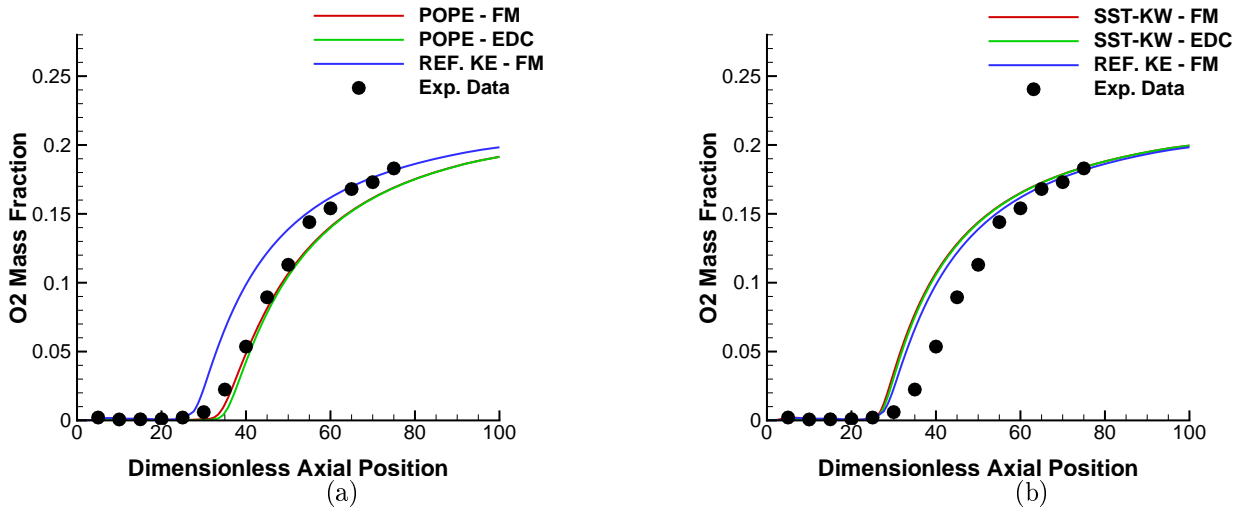 POPE - FM
POPE - EDC
REF. KE - FM
Exp. Data
O2 Mass Fraction
0.25
0.2
0.15
0.1
0.05
0
0 20 40 60 80 100
Dimensionless Axial Position
(a)
SST-KW - FM
SST-KW - EDC
REF. KE - FM
Exp. Data
O2 Mass Fraction
0.25
0.2
0.15
0.1
0.05
0
0 20 40 60 80 100
Dimensionless Axial Position
(b)